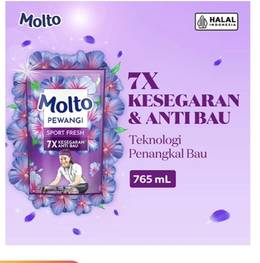 Molto
HALAL
INDONESIA
7X
KESEGARAN
& ANTI BAU
Teknologi
Penangkal Bau
765 mL
Molto
PEWANGI
SPORT FRESH
7X KESEGARAN
ANTI BAU